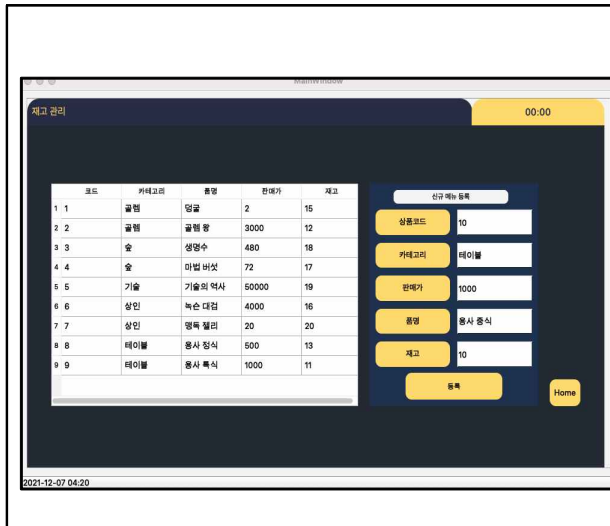 MainWindow
재고 관리 00:00
코드 카테고리 품명 판매가 재고
1 1 골렘 덩굴 2 15
2 2 골렘 골렘 왕 3000 12
3 3 숲 생명수 480 18
4 4 숲 마법 버섯 72 17
5 5 기술 기술의 역사 50000 19
6 6 상인 녹슨 대검 4000 16
7 7 상인 맹독 젤리 20 20
8 8 테이블 용사 정식 500 13
9 9 테이블 용사 특식 1000 11
신규 메뉴 등록
상품코드 10
카테고리 테이블
판매가 1000
품명 용사 중식
재고 10
등록
Home
2021-12-07 04:20